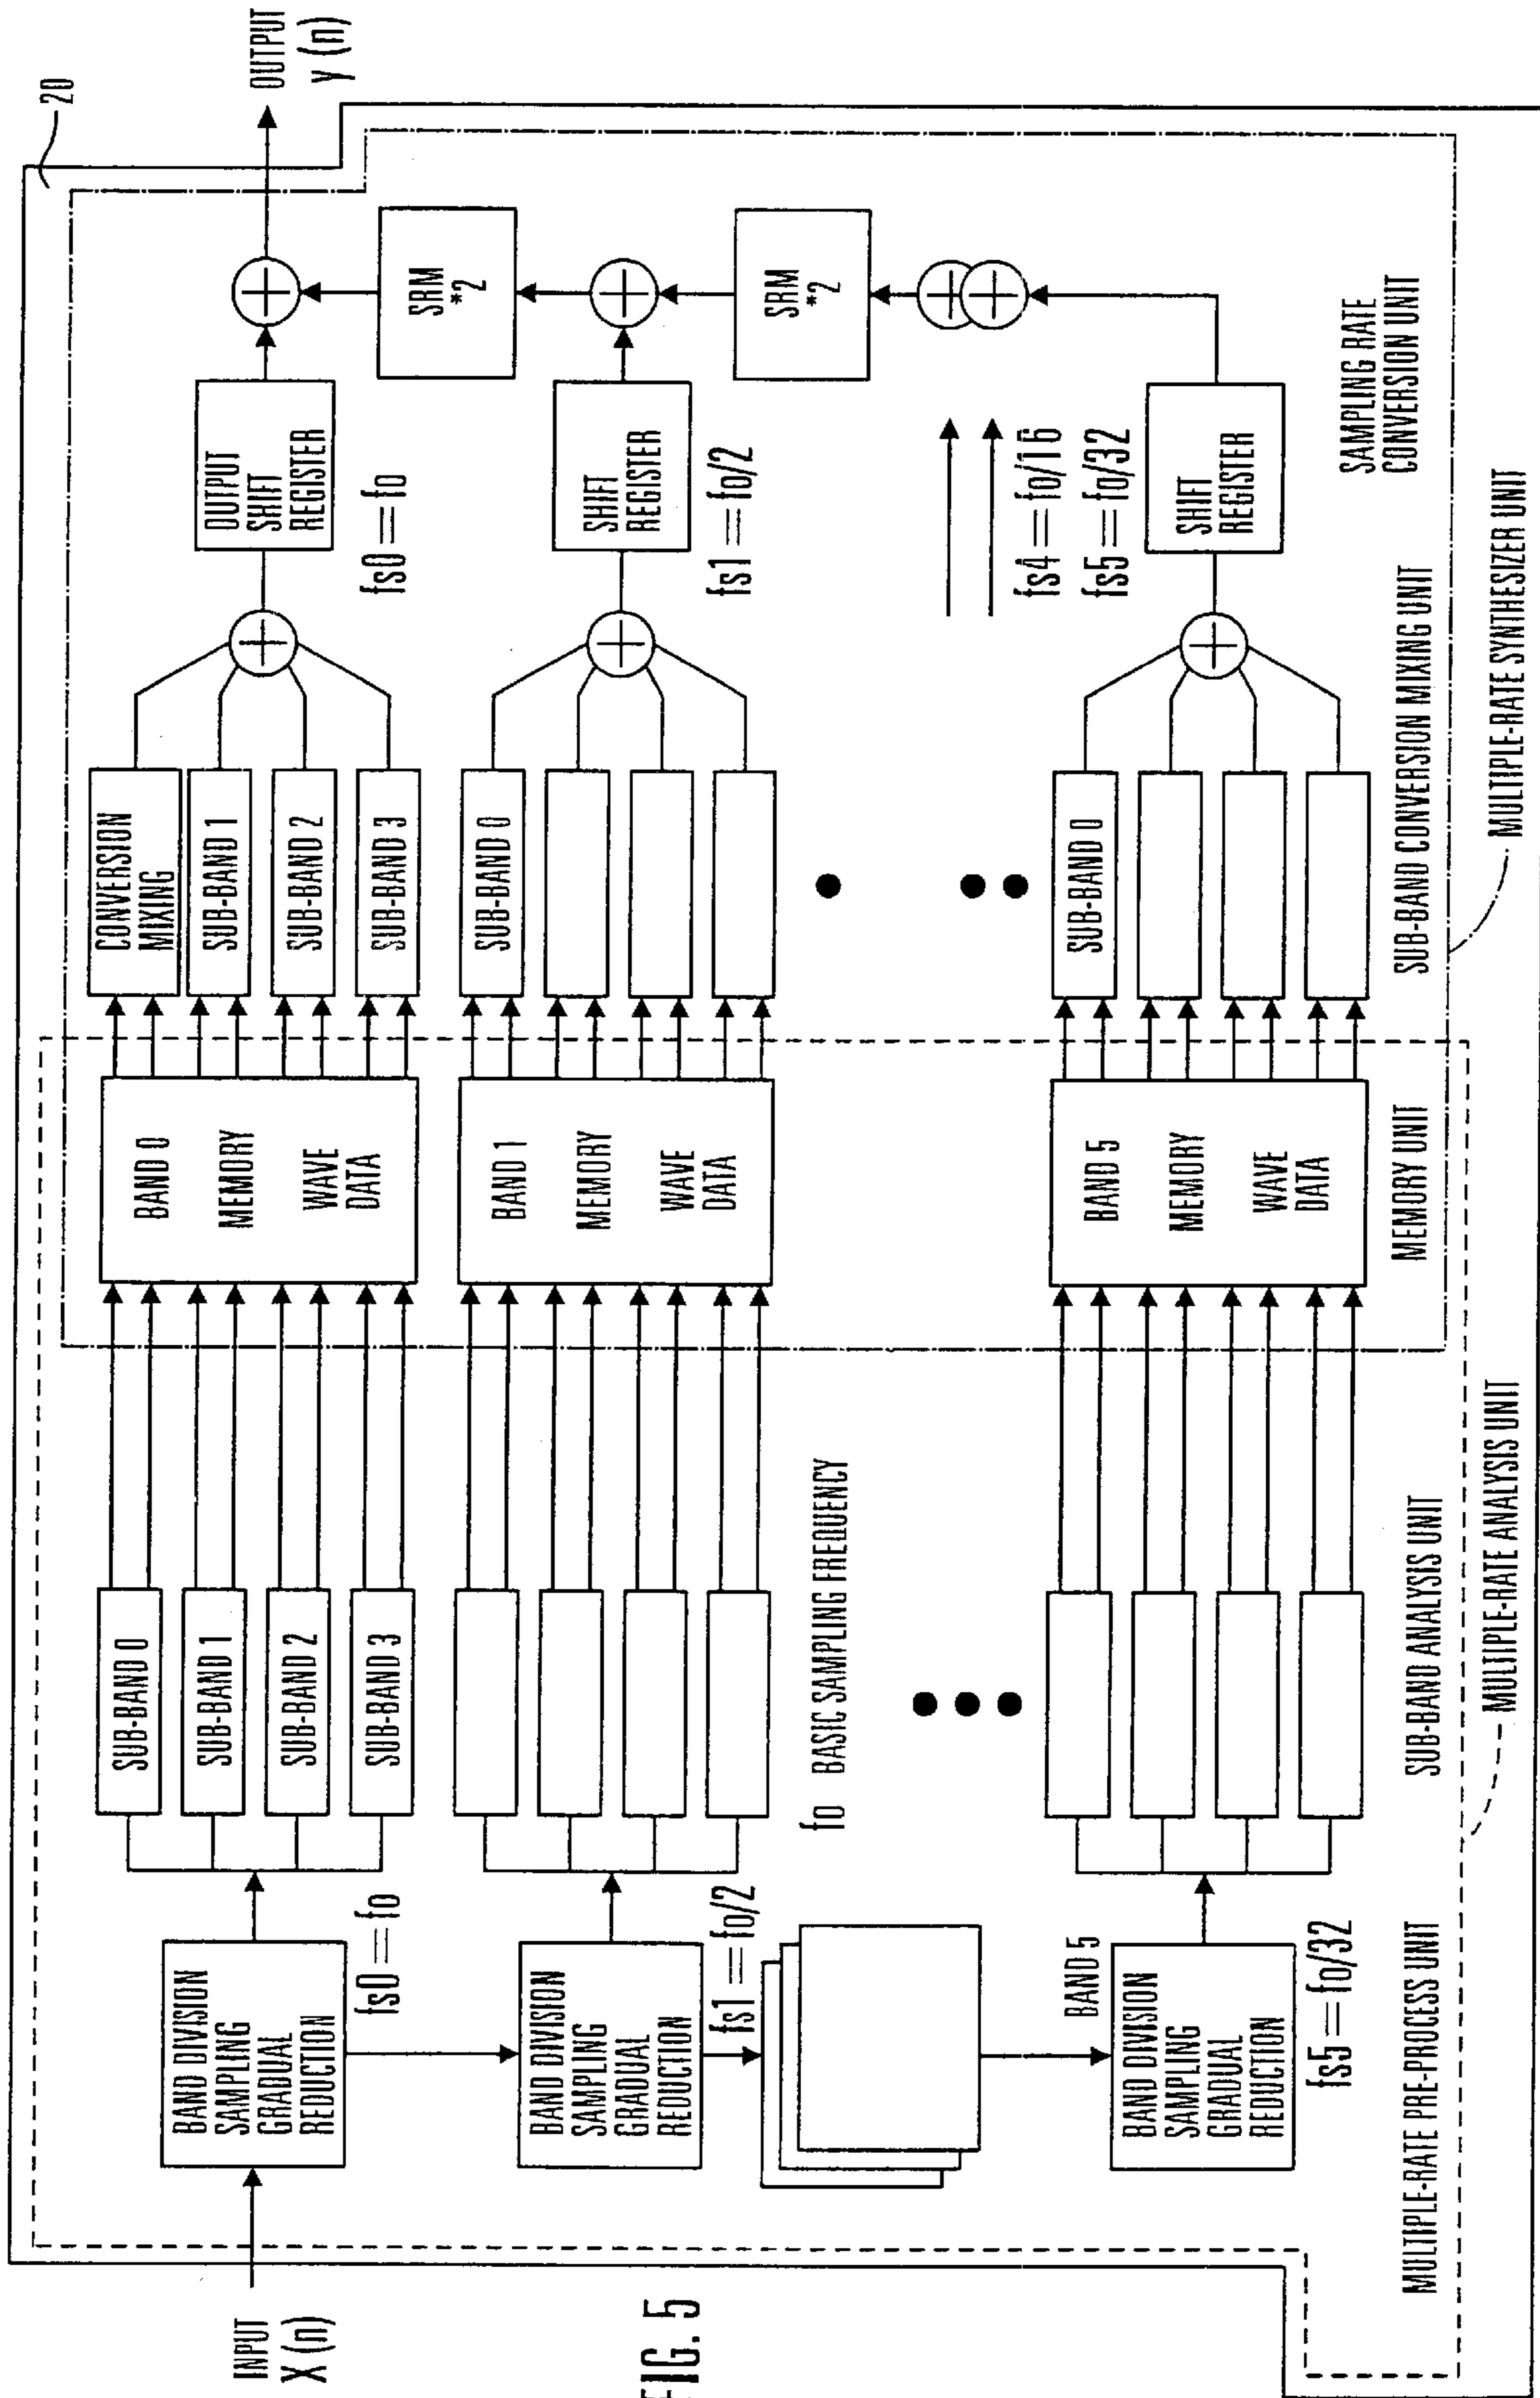 FIG. 5
20
INPUT
X (n)
OUTPUT
y (n)
BAND DIVISION
SAMPLING
GRADUAL
REDUCTION
fs0 = fo
SUB-BAND 0
SUB-BAND 1
SUB-BAND 2
SUB-BAND 3
BAND 0
MEMORY
WAVE
DATA
CONVERSION
MIXING
SUB-BAND 1
SUB-BAND 2
SUB-BAND 3
OUTPUT
SHIFT
REGISTER
fs0 = fo
SRM
*2
BAND DIVISION
SAMPLING
GRADUAL
REDUCTION
fs1 = fo/2
BAND 1
MEMORY
WAVE
DATA
SUB-BAND 0
SHIFT
REGISTER
fs1 = fo/2
SRM
*2
fo BASIC SAMPLING FREQUENCY
fs4 = fo/16
fs5 = fo/32
BAND 5
BAND DIVISION
SAMPLING
GRADUAL
REDUCTION
fs5 = fo/32
BAND 5
MEMORY
WAVE
DATA
SUB-BAND 0
SHIFT
REGISTER
SAMPLING RATE
CONVERSION UNIT
MULTIPLE-RATE PRE-PROCESS UNIT
SUB-BAND ANALYSIS UNIT
MEMORY UNIT
SUB-BAND CONVERSION MIXING UNIT
MULTIPLE-RATE ANALYSIS UNIT
MULTIPLE-RATE SYNTHESIZER UNIT